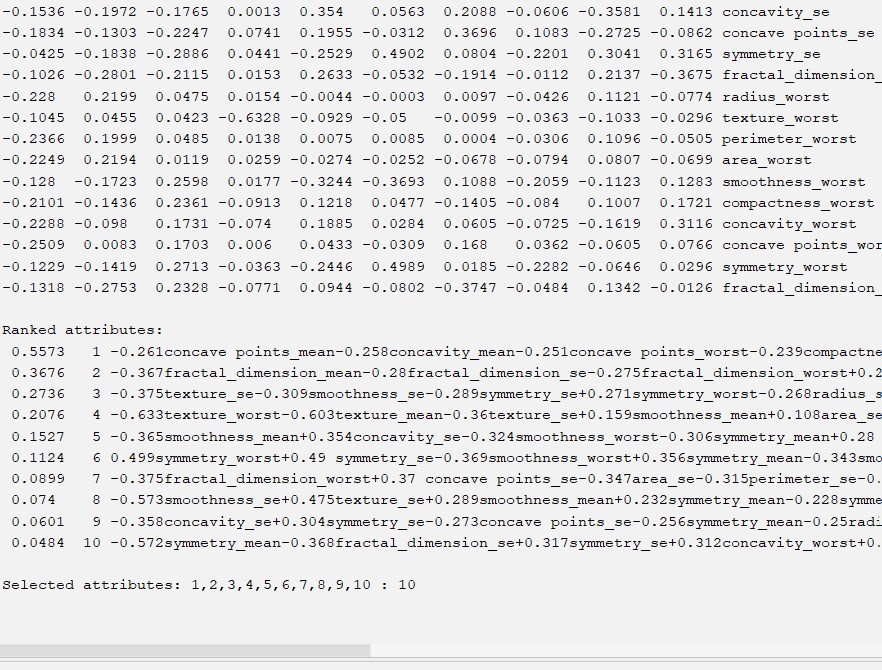 -0.1536 -0.1972 -0.1765 0.0013 0.354 0.0563 0.2088 -0.0606 -0.3581 0.1413 concavity_se
-0.1834 -0.1303 -0.2247 0.0741 0.1955 -0.0312 0.3696 0.1083 -0.2725 -0.0862 concave points_se
-0.0425 -0.1838 -0.2886 0.0441 -0.2529 0.4902 0.0804 -0.2201 0.3041 0.3165 symmetry_se
-0.1026 -0.2801 -0.2115 0.0153 0.2633 -0.0532 -0.1914 -0.0112 0.2137 -0.3675 fractal_dimension_
-0.228 0.2199 0.0475 0.0154 -0.0044 -0.0003 0.0097 -0.0426 0.1121 -0.0774 radius_worst
-0.1045 0.0455 0.0423 -0.6328 -0.0929 -0.05 -0.0099 -0.0363 -0.1033 -0.0296 texture_worst
-0.2366 0.1999 0.0485 0.0138 0.0075 0.0085 0.0004 -0.0306 0.1096 -0.0505 perimeter_worst
-0.2249 0.2194 0.0119 0.0259 -0.0274 -0.0252 -0.0678 -0.0794 0.0807 -0.0699 area_worst
-0.128 -0.1723 0.2598 0.0177 -0.3244 -0.3693 0.1088 -0.2059 -0.1123 0.1283 smoothness_worst
-0.2101 -0.1436 0.2361 -0.0913 0.1218 0.0477 -0.1405 -0.084 0.1007 0.1721 compactness_worst
-0.2288 -0.098 0.1731 -0.074 0.1885 0.0284 0.0605 -0.0725 -0.1619 0.3116 concavity_worst
-0.2509 0.0083 0.1703 0.006 0.0433 -0.0309 0.168 0.0362 -0.0605 0.0766 concave points_wor
-0.1229 -0.1419 0.2713 -0.0363 -0.2446 0.4989 0.0185 -0.2282 -0.0646 0.0296 symmetry_worst
-0.1318 -0.2753 0.2328 -0.0771 0.0944 -0.0802 -0.3747 -0.0484 0.1342 -0.0126 fractal_dimension_
Ranked attributes:
0.5573 1 -0.261concave points_mean-0.258concavity_mean-0.251concave points_worst-0.239compactne
0.3676 2 -0.367fractal_dimension_mean-0.28fractal_dimension_se-0.275fractal_dimension_worst+0.2
0.2736 3 -0.375texture_se-0.309smoothness_se-0.289symmetry_se+0.271symmetry_worst-0.268radius_s
0.2076 4 -0.633texture_worst-0.603texture_mean-0.36texture_se+0.159smoothness_mean+0.108area_se
0.1527 5 -0.365smoothness_mean+0.354concavity_se-0.324smoothness_worst-0.306symmetry_mean+0.28
0.1124 6 0.499symmetry_worst+0.49 symmetry_se-0.369smoothness_worst+0.356symmetry_mean-0.343smo
0.0899 7 -0.375fractal_dimension_worst+0.37 concave points_se-0.347area_se-0.315perimeter_se-0.
0.074 8 -0.573smoothness_se+0.475texture_se+0.289smoothness_mean+0.232symmetry_mean-0.228symme
0.0601 9 -0.358concavity_se+0.304symmetry_se-0.273concave points_se-0.256symmetry_mean-0.25radi
0.0484 10 -0.572symmetry_mean-0.368fractal_dimension_se+0.317symmetry_se+0.312concavity_worst+0.
Selected attributes: 1,2,3,4,5,6,7,8,9,10 : 10